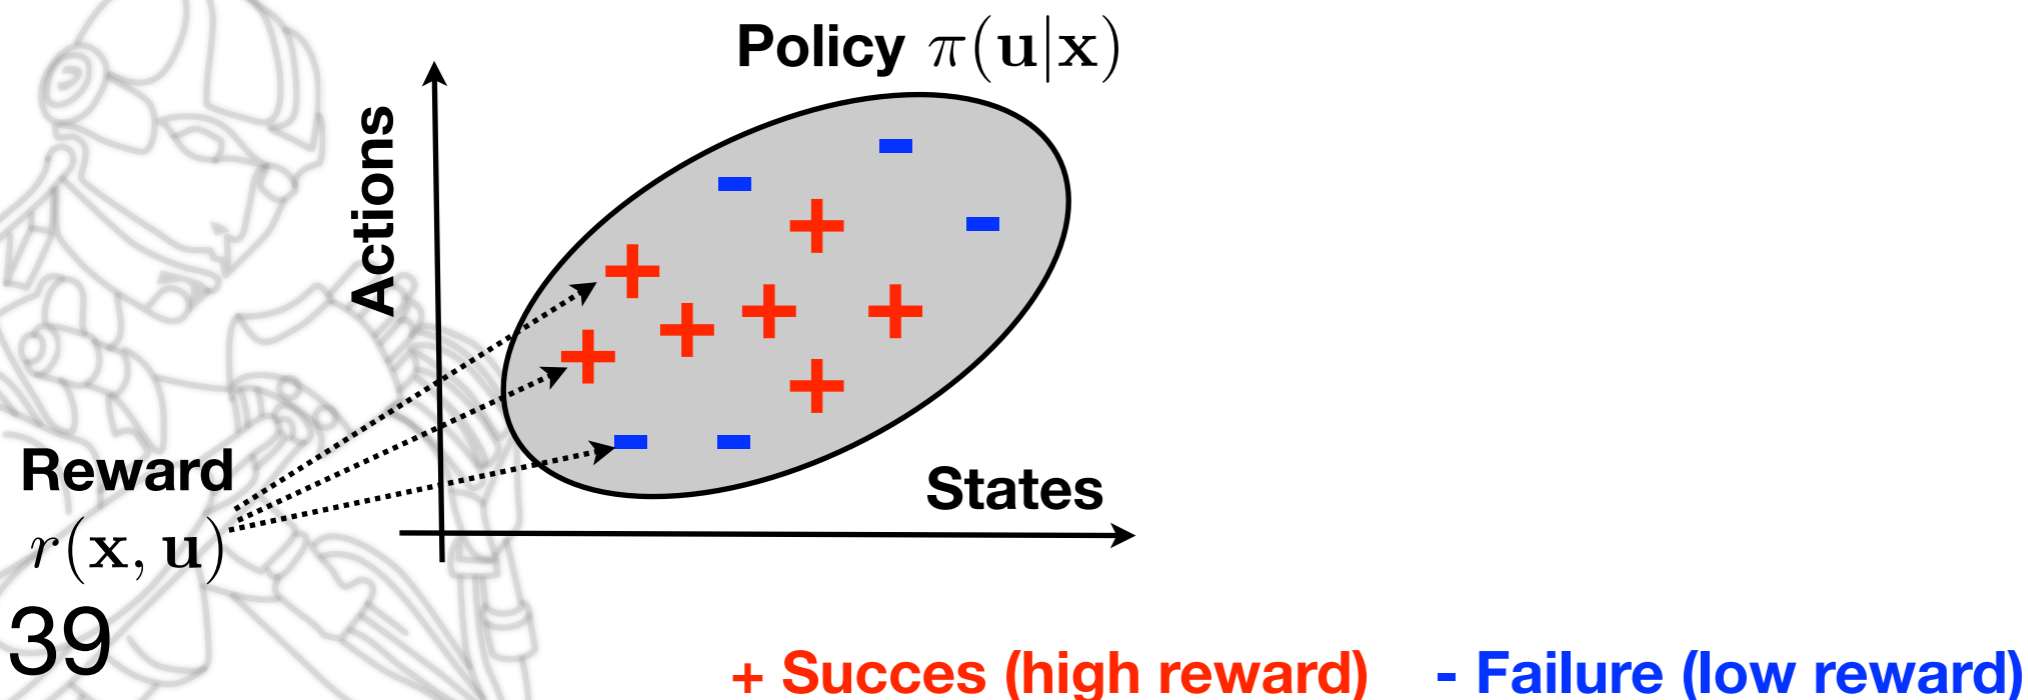 Policy π(u|x)
Actions
States
Reward
r(x, u)
39
+ Succes (high reward) - Failure (low reward)